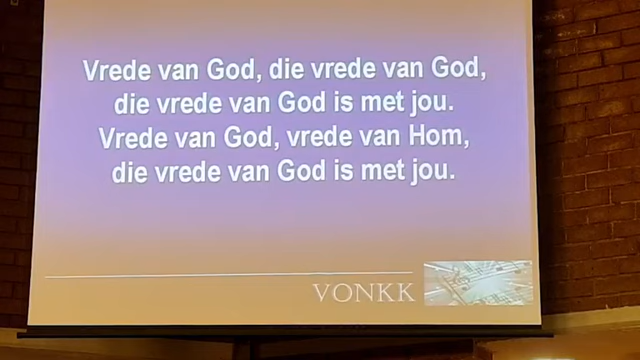 Vrede van God, die vrede van God,
die vrede van God is met jou.
Vrede van God, vrede van Hom,
die vrede van God is met jou.
VONKK